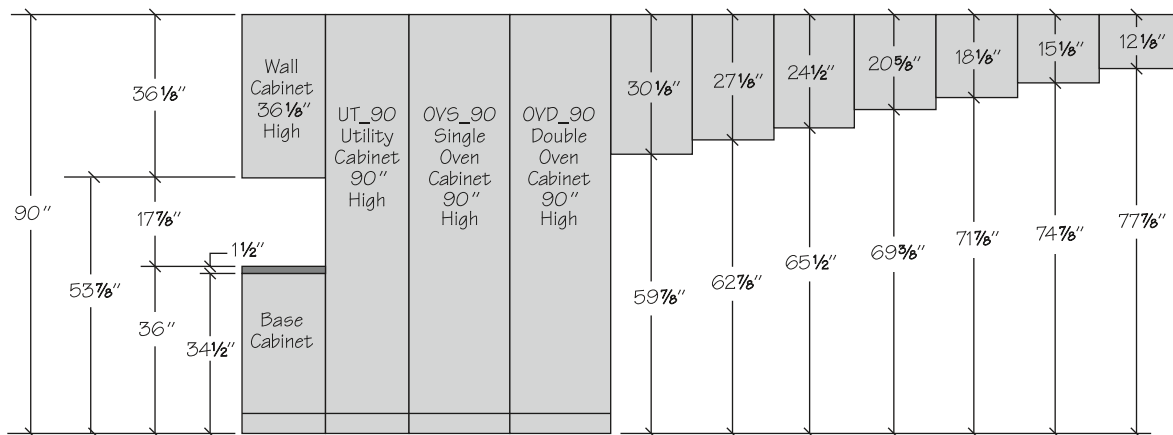 36⅛"
90"
17⅞"
1½"
53⅞"
36"
34½"
Wall
Cabinet
36⅛"
High
Base
Cabinet
UT_90
Utility
Cabinet
90"
High
OVS_90
Single
Oven
Cabinet
90"
High
OVD_90
Double
Oven
Cabinet
90"
High
30⅛"
59⅞"
27⅛"
62⅞"
24½"
65½"
20⅝"
69⅜"
18⅛"
71⅞"
15⅛"
74⅞"
12⅛"
77⅞"